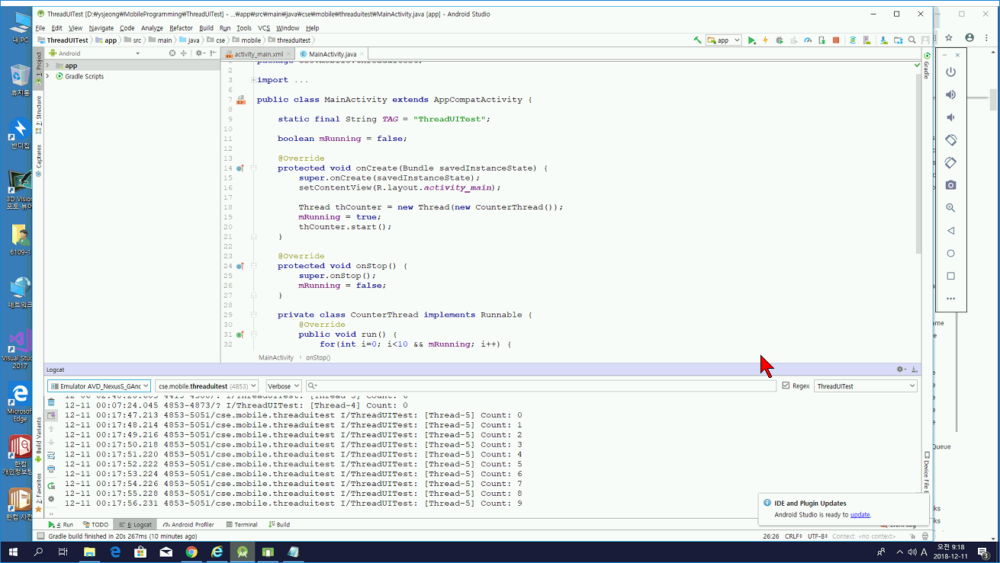 ThreadUITest [D:₩ysjeong₩MobileProgramming₩ThreadUITest] - ...₩app₩src₩main₩java₩cse₩mobile₩threaduitest₩MainActivity.java [app] - Android Studio
File Edit View Navigate Code Analyze Refactor Build Run Tools VCS Window Help
ThreadUITest app src main java cse mobile threaduitest
app
Android
activity_main.xml
MainActivity.java
app
Gradle Scripts
1: Project
Z: Structure
Captures
Build Variants
2: Favorites
Gradle
2
3 import ...
6
7 public class MainActivity extends AppCompatActivity {
8
9 static final String TAG = "ThreadUITest";
10
11 boolean mRunning = false;
12
13 @Override
14 protected void onCreate(Bundle savedInstanceState) {
15 super.onCreate(savedInstanceState);
16 setContentView(R.layout.activity_main);
17
18 Thread thCounter = new Thread(new CounterThread());
19 mRunning = true;
20 thCounter.start();
21 }
22
23 @Override
24 protected void onStop() {
25 super.onStop();
26 mRunning = false;
27 }
28
29 private class CounterThread implements Runnable {
30 @Override
31 public void run() {
32 for(int i=0; i<10 && mRunning; i++) {
MainActivity › onStop()
Logcat
Emulator AVD_NexusS_GAnd
cse.mobile.threaduitest (4853)
Verbose
Regex
ThreadUITest
12-11 00:07:24.045 4853-4873/? I/ThreadUITest: [Thread-4] Count: 0
12-11 00:17:47.213 4853-5051/cse.mobile.threaduitest I/ThreadUITest: [Thread-5] Count: 0
12-11 00:17:48.214 4853-5051/cse.mobile.threaduitest I/ThreadUITest: [Thread-5] Count: 1
12-11 00:17:49.216 4853-5051/cse.mobile.threaduitest I/ThreadUITest: [Thread-5] Count: 2
12-11 00:17:50.218 4853-5051/cse.mobile.threaduitest I/ThreadUITest: [Thread-5] Count: 3
12-11 00:17:51.220 4853-5051/cse.mobile.threaduitest I/ThreadUITest: [Thread-5] Count: 4
12-11 00:17:52.222 4853-5051/cse.mobile.threaduitest I/ThreadUITest: [Thread-5] Count: 5
12-11 00:17:53.224 4853-5051/cse.mobile.threaduitest I/ThreadUITest: [Thread-5] Count: 6
12-11 00:17:54.226 4853-5051/cse.mobile.threaduitest I/ThreadUITest: [Thread-5] Count: 7
12-11 00:17:55.228 4853-5051/cse.mobile.threaduitest I/ThreadUITest: [Thread-5] Count: 8
12-11 00:17:56.231 4853-5051/cse.mobile.threaduitest I/ThreadUITest: [Thread-5] Count: 9
IDE and Plugin Updates
Android Studio is ready to update.
4: Run TODO 6: Logcat Android Profiler Terminal Build
Gradle build finished in 20s 267ms (10 minutes ago)
26:26 CRLF UTF-8 Context: <no context>
내 PC
휴지통
반디집
3D Vision
포토 뷰어
6109-1
네트워크
Visual Stud
2017
Microsoft
Edge
한컴
개인정보탐
한컴 사전
Queue
A
오전 9:18
2018-12-11
3